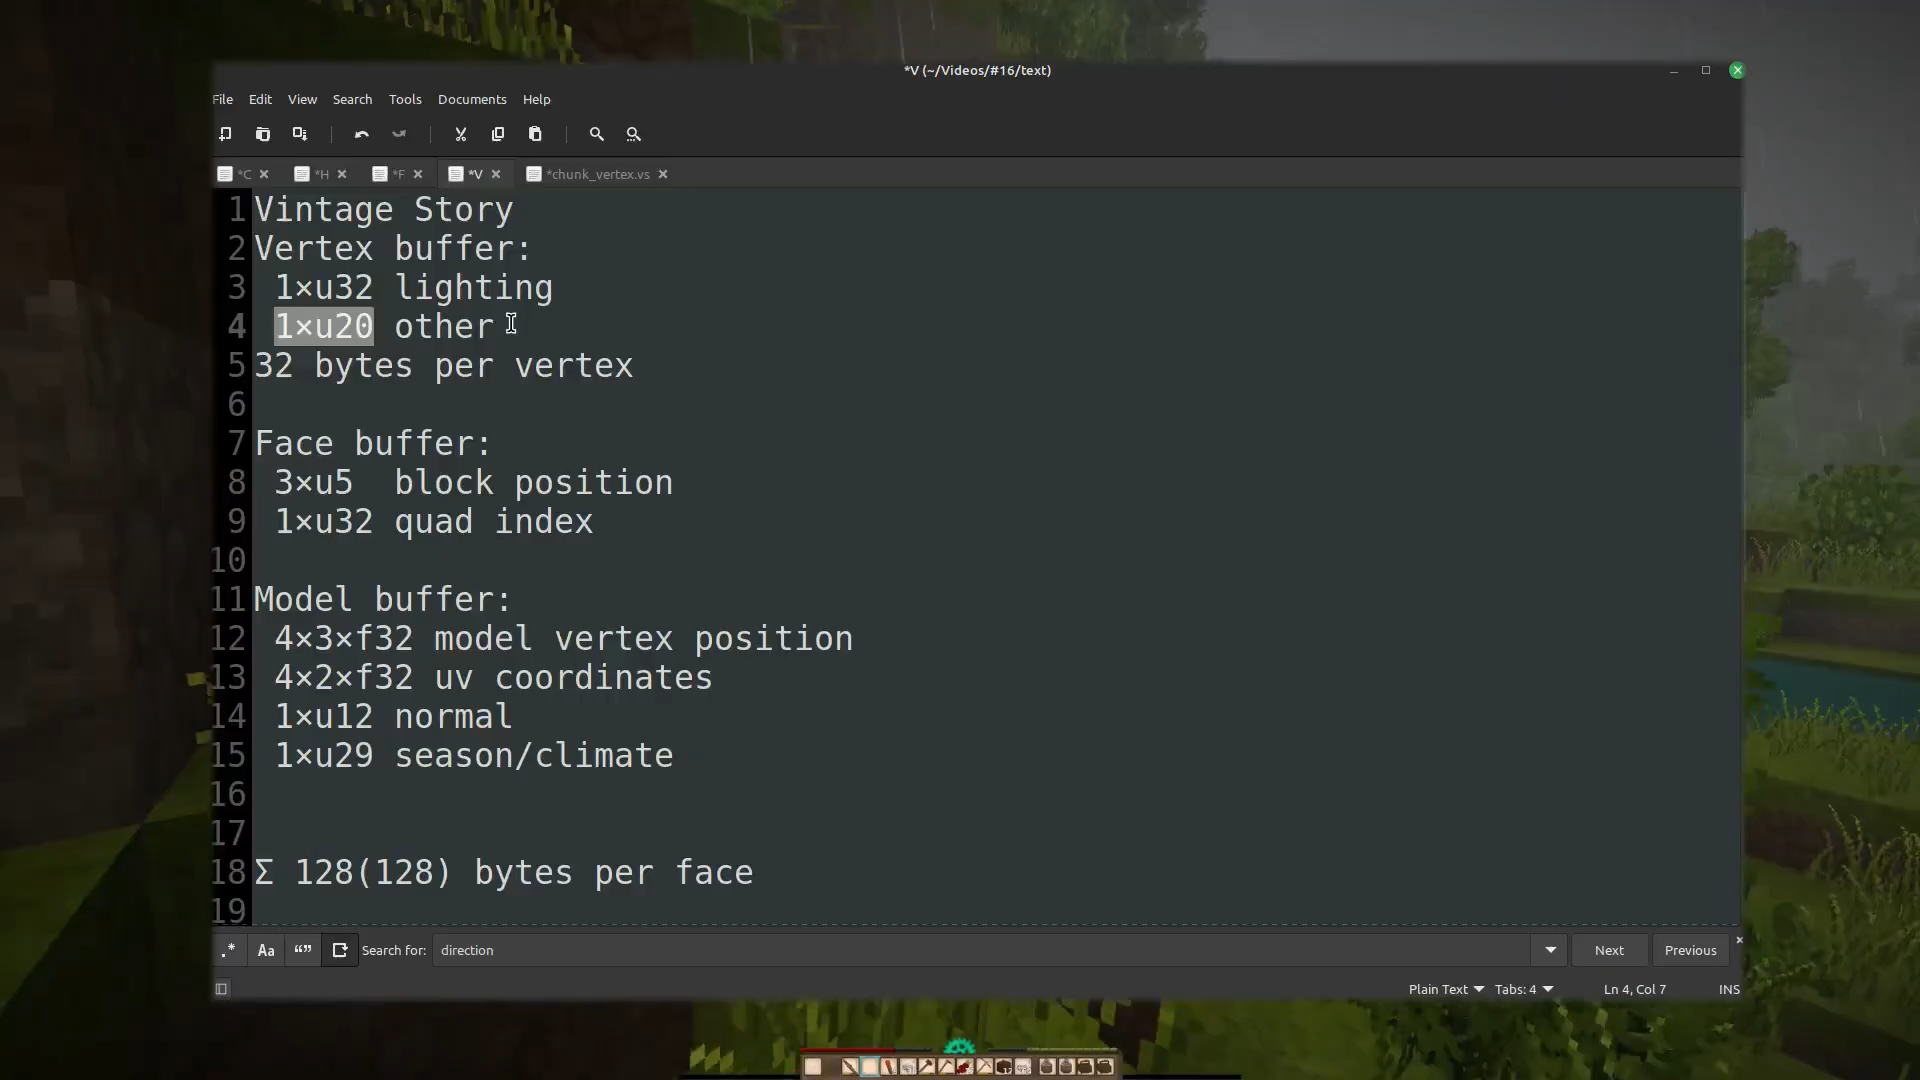 *V (~/Videos/#16/text)
File Edit View Search Tools Documents Help
*C *H *F *V *chunk_vertex.vs
1 Vintage Story
2 Vertex buffer:
3 1×u32 lighting
4 1×u20 other
5 32 bytes per vertex
6
7 Face buffer:
8 3×u5 block position
9 1×u32 quad index
10
11 Model buffer:
12 4×3×f32 model vertex position
13 4×2×f32 uv coordinates
14 1×u12 normal
15 1×u29 season/climate
16
17
18 Σ 128(128) bytes per face
19
.* Aa “” Search for: direction Next Previous
Plain Text Tabs: 4 Ln 4, Col 7 INS